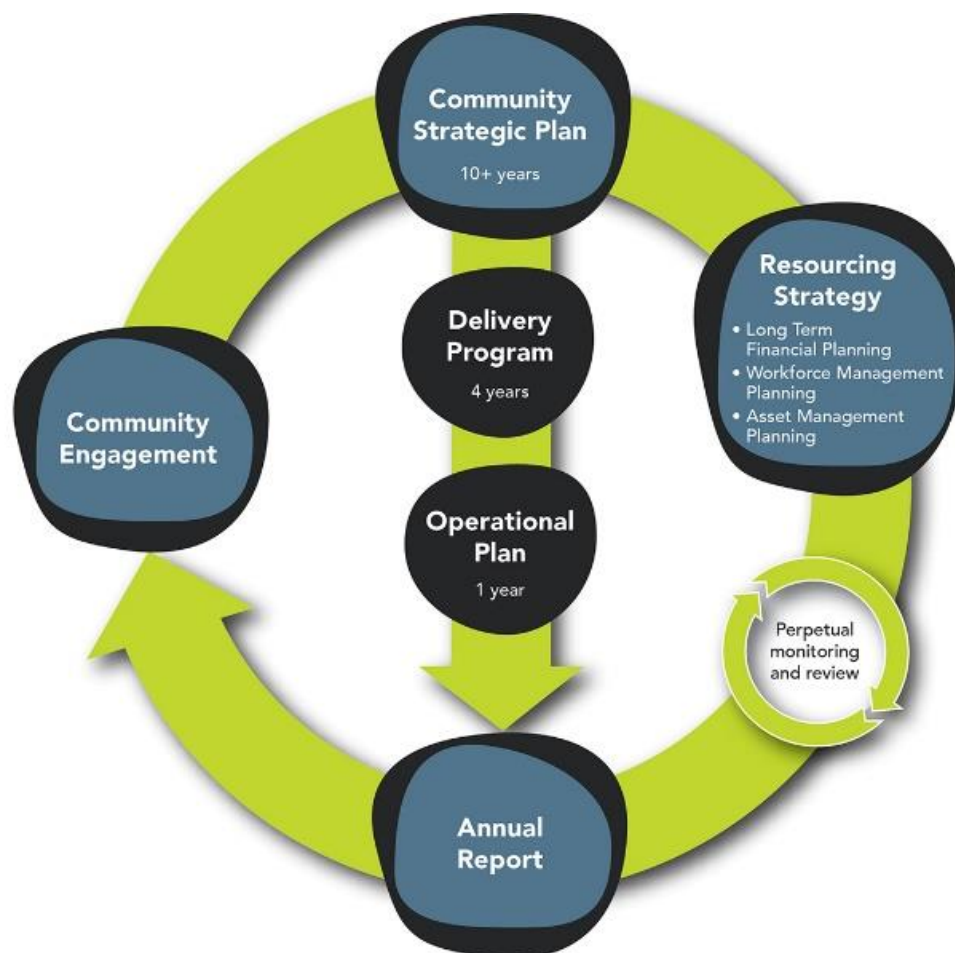 Community
Strategic Plan
10+ years
Resourcing
Strategy
• Long Term
Financial Planning
• Workforce Management
Planning
• Asset Management
Planning
Delivery
Program
4 years
Community
Engagement
Operational
Plan
1 year
Perpetual
monitoring
and review
Annual
Report